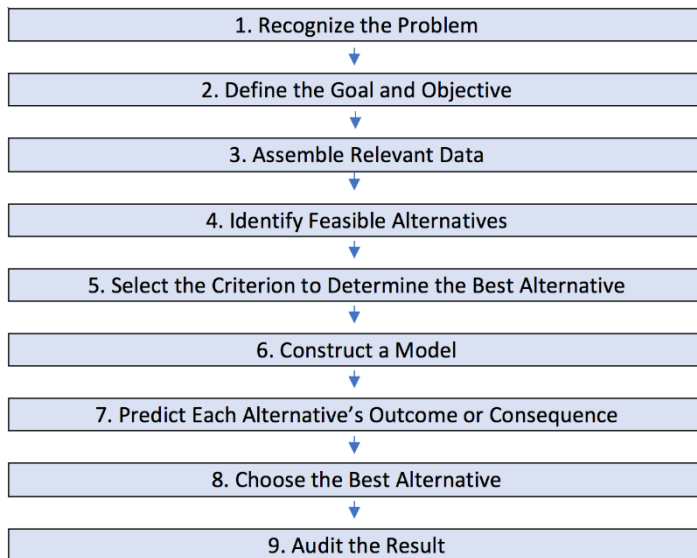 1. Recognize the Problem
2. Define the Goal and Objective
3. Assemble Relevant Data
4. Identify Feasible Alternatives
5. Select the Criterion to Determine the Best Alternative
6. Construct a Model
7. Predict Each Alternative’s Outcome or Consequence
8. Choose the Best Alternative
9. Audit the Result